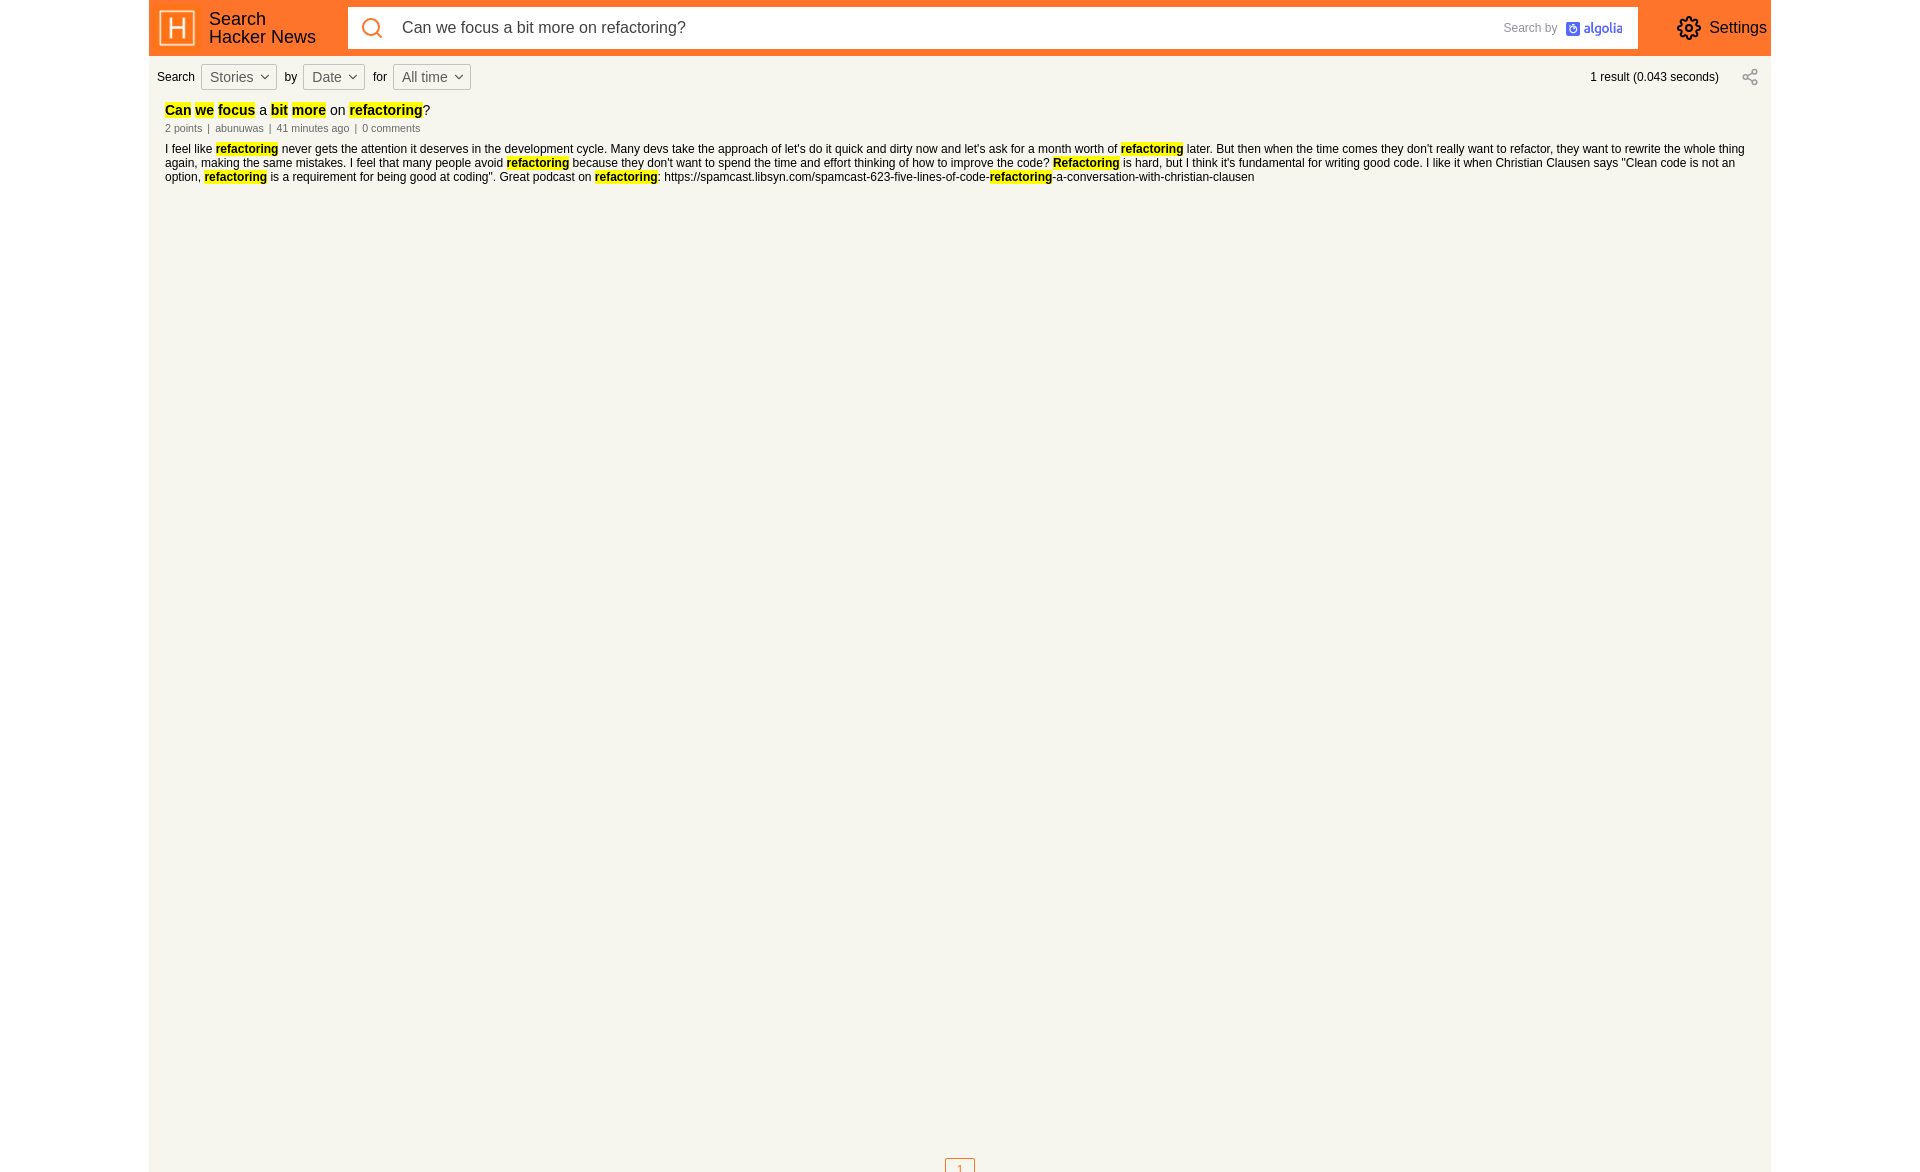 H
Search
Hacker News
Can we focus a bit more on refactoring?
Search by algolia
Settings
Search Stories by Date for All time
1 result (0.043 seconds)
Can we focus a bit more on refactoring?
2 points | abunuwas | 41 minutes ago | 0 comments
I feel like refactoring never gets the attention it deserves in the development cycle. Many devs take the approach of let's do it quick and dirty now and let's ask for a month worth of refactoring later. But then when the time comes they don't really want to refactor, they want to rewrite the whole thing
again, making the same mistakes. I feel that many people avoid refactoring because they don't want to spend the time and effort thinking of how to improve the code? Refactoring is hard, but I think it's fundamental for writing good code. I like it when Christian Clausen says "Clean code is not an
option, refactoring is a requirement for being good at coding". Great podcast on refactoring: https://spamcast.libsyn.com/spamcast-623-five-lines-of-code-refactoring-a-conversation-with-christian-clausen
1